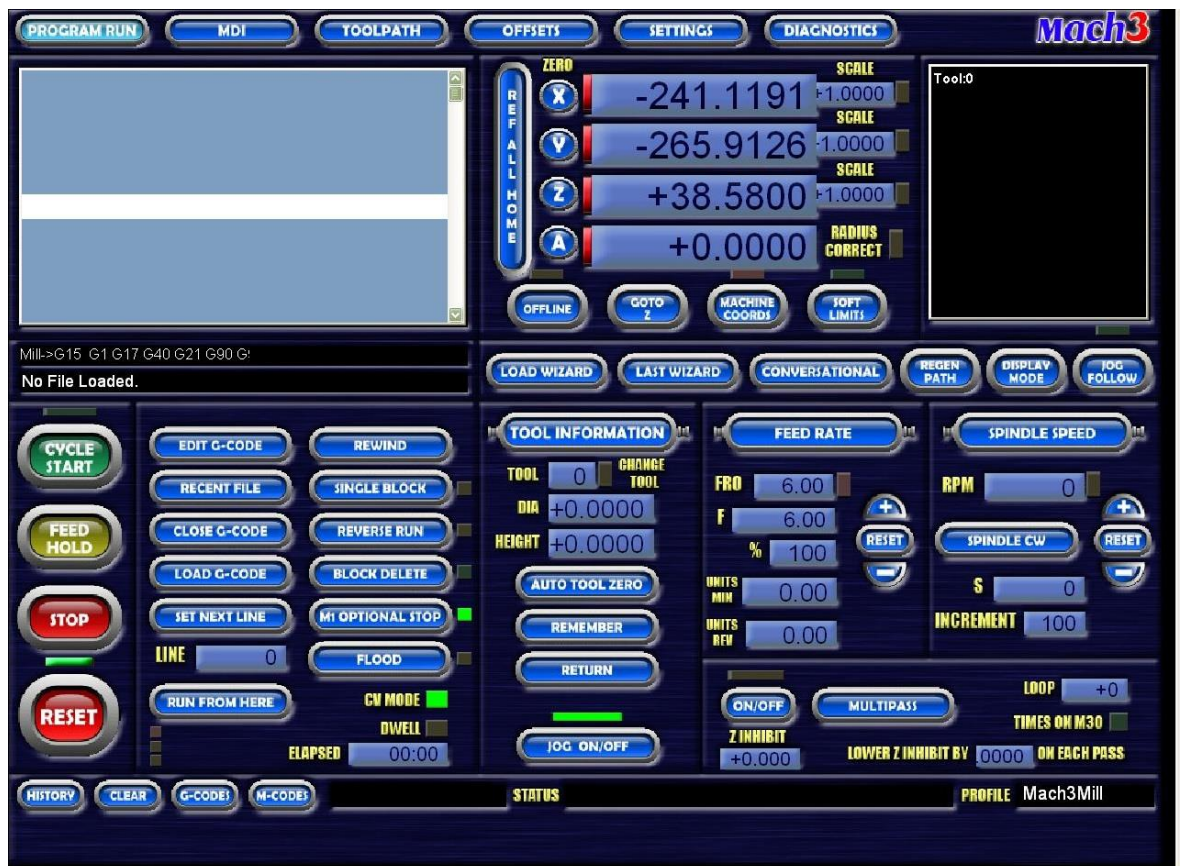 PROGRAM RUN MDI TOOLPATH OFFSETS SETTINGS DIAGNOSTICS Mach3
ZERO SCALE
REF ALL HOME
X -241.1191 +1.0000
SCALE
Y -265.9126 1.0000
SCALE
Z +38.5800 +1.0000
A +0.0000 RADIUS CORRECT
OFFLINE GOTO Z MACHINE COORDS SOFT LIMITS
Tool:0
Mill->G15 G1 G17 G40 G21 G90 G
No File Loaded.
LOAD WIZARD LAST WIZARD CONVERSATIONAL REGEN PATH DISPLAY MODE JOG FOLLOW
CYCLE START
FEED HOLD
STOP
RESET
EDIT G-CODE REWIND
RECENT FILE SINGLE BLOCK
CLOSE G-CODE REVERSE RUN
LOAD G-CODE BLOCK DELETE
SET NEXT LINE M1 OPTIONAL STOP
LINE 0 FLOOD
RUN FROM HERE CV MODE
DWELL
ELAPSED 00:00
TOOL INFORMATION
TOOL 0 CHANGE TOOL
DIA +0.0000
HEIGHT +0.0000
AUTO TOOL ZERO
REMEMBER
RETURN
JOG ON/OFF
FEED RATE
FRO 6.00
F 6.00
% 100
RESET
UNITS MIN 0.00
UNITS REV 0.00
SPINDLE SPEED
RPM 0
SPINDLE CW RESET
S 0
INCREMENT 100
ON/OFF MULTIPASS LOOP +0
Z INHIBIT TIMES ON M30
+0.000 LOWER Z INHIBIT BY .0000 ON EACH PASS
HISTORY CLEAR G-CODES M-CODES STATUS PROFILE Mach3Mill